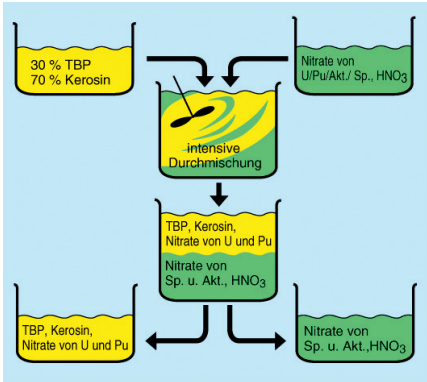 30 % TBP
70 % Kerosin
Nitrate von
U/Pu/Akt./ Sp., HNO3
intensive
Durchmischung
TBP, Kerosin,
Nitrate von U und Pu
Nitrate von
Sp. u. Akt., HNO3
TBP, Kerosin,
Nitrate von U und Pu
Nitrate von
Sp. u. Akt.,HNO3